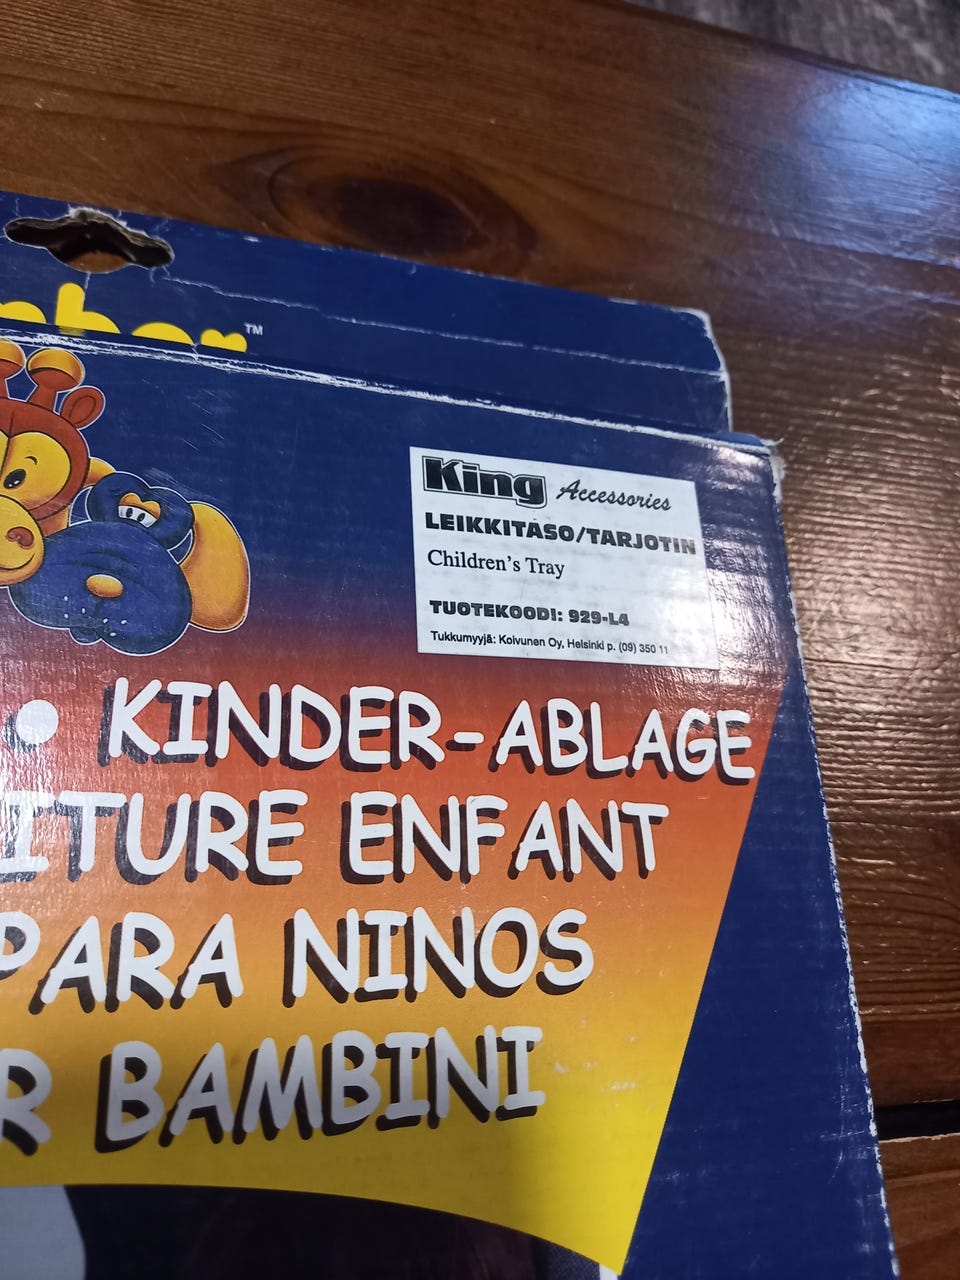 ™
King Accessories
LEIKKITASO/TARJOTIN
Children's Tray
TUOTEKOODI: 929-L4
Tukkumyyjä: Koivunen Oy, Helsinki p. (09) 350 11
• KINDER-ABLAGE
ITURE ENFANT
PARA NINOS
R BAMBINI